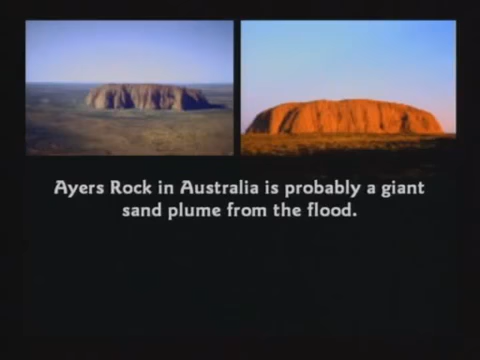 Ayers Rock in Australia is probably a giant
sand plume from the flood.